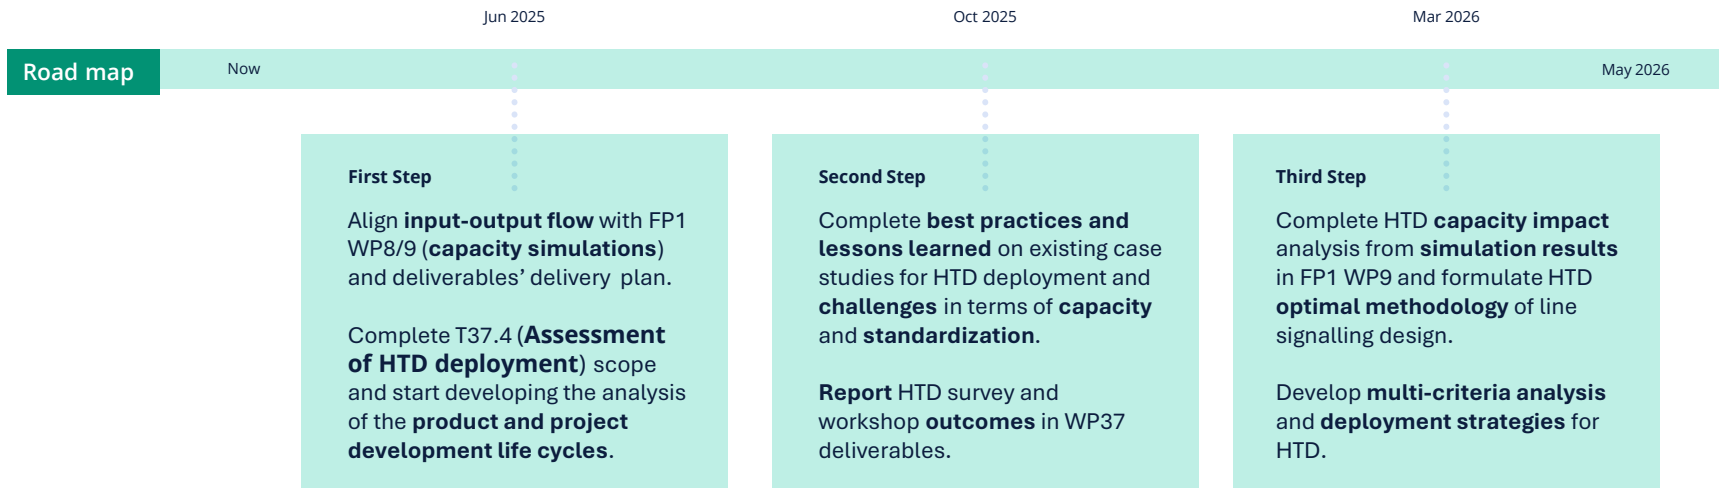 Jun 2025
Oct 2025
Mar 2026
Road map
Now
May 2026
First Step
Align input-output flow with FP1
WP8/9 (capacity simulations)
and deliverables’ delivery plan.
Complete T37.4 (Assessment
of HTD deployment) scope
and start developing the analysis
of the product and project
development life cycles.
Second Step
Complete best practices and
lessons learned on existing case
studies for HTD deployment and
challenges in terms of capacity
and standardization.
Report HTD survey and
workshop outcomes in WP37
deliverables.
Third Step
Complete HTD capacity impact
analysis from simulation results
in FP1 WP9 and formulate HTD
optimal methodology of line
signalling design.
Develop multi-criteria analysis
and deployment strategies for
HTD.